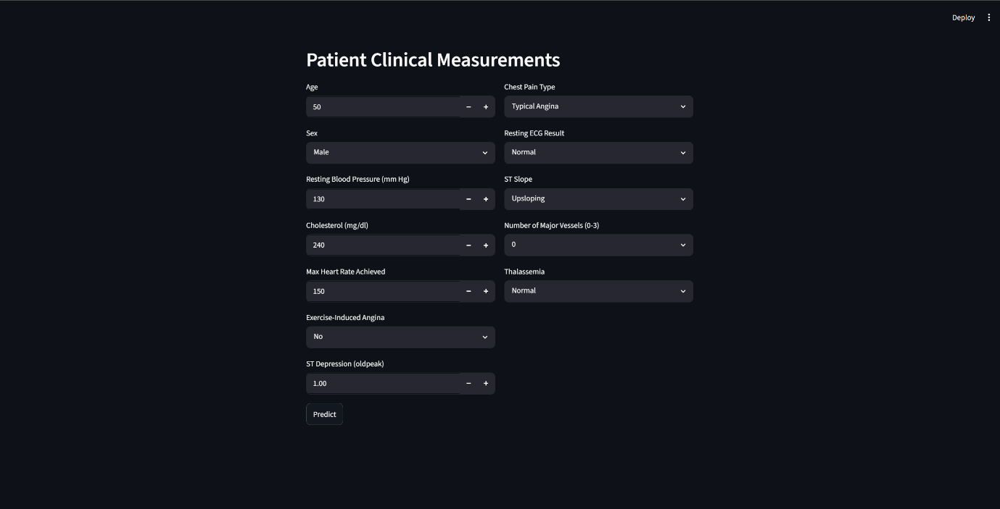 Deploy
Patient Clinical Measurements
Age
50
Sex
Male
Resting Blood Pressure (mm Hg)
130
Cholesterol (mg/dl)
240
Max Heart Rate Achieved
150
Exercise-Induced Angina
No
ST Depression (oldpeak)
1.00
Chest Pain Type
Typical Angina
Resting ECG Result
Normal
ST Slope
Upsloping
Number of Major Vessels (0-3)
0
Thalassemia
Normal
Predict